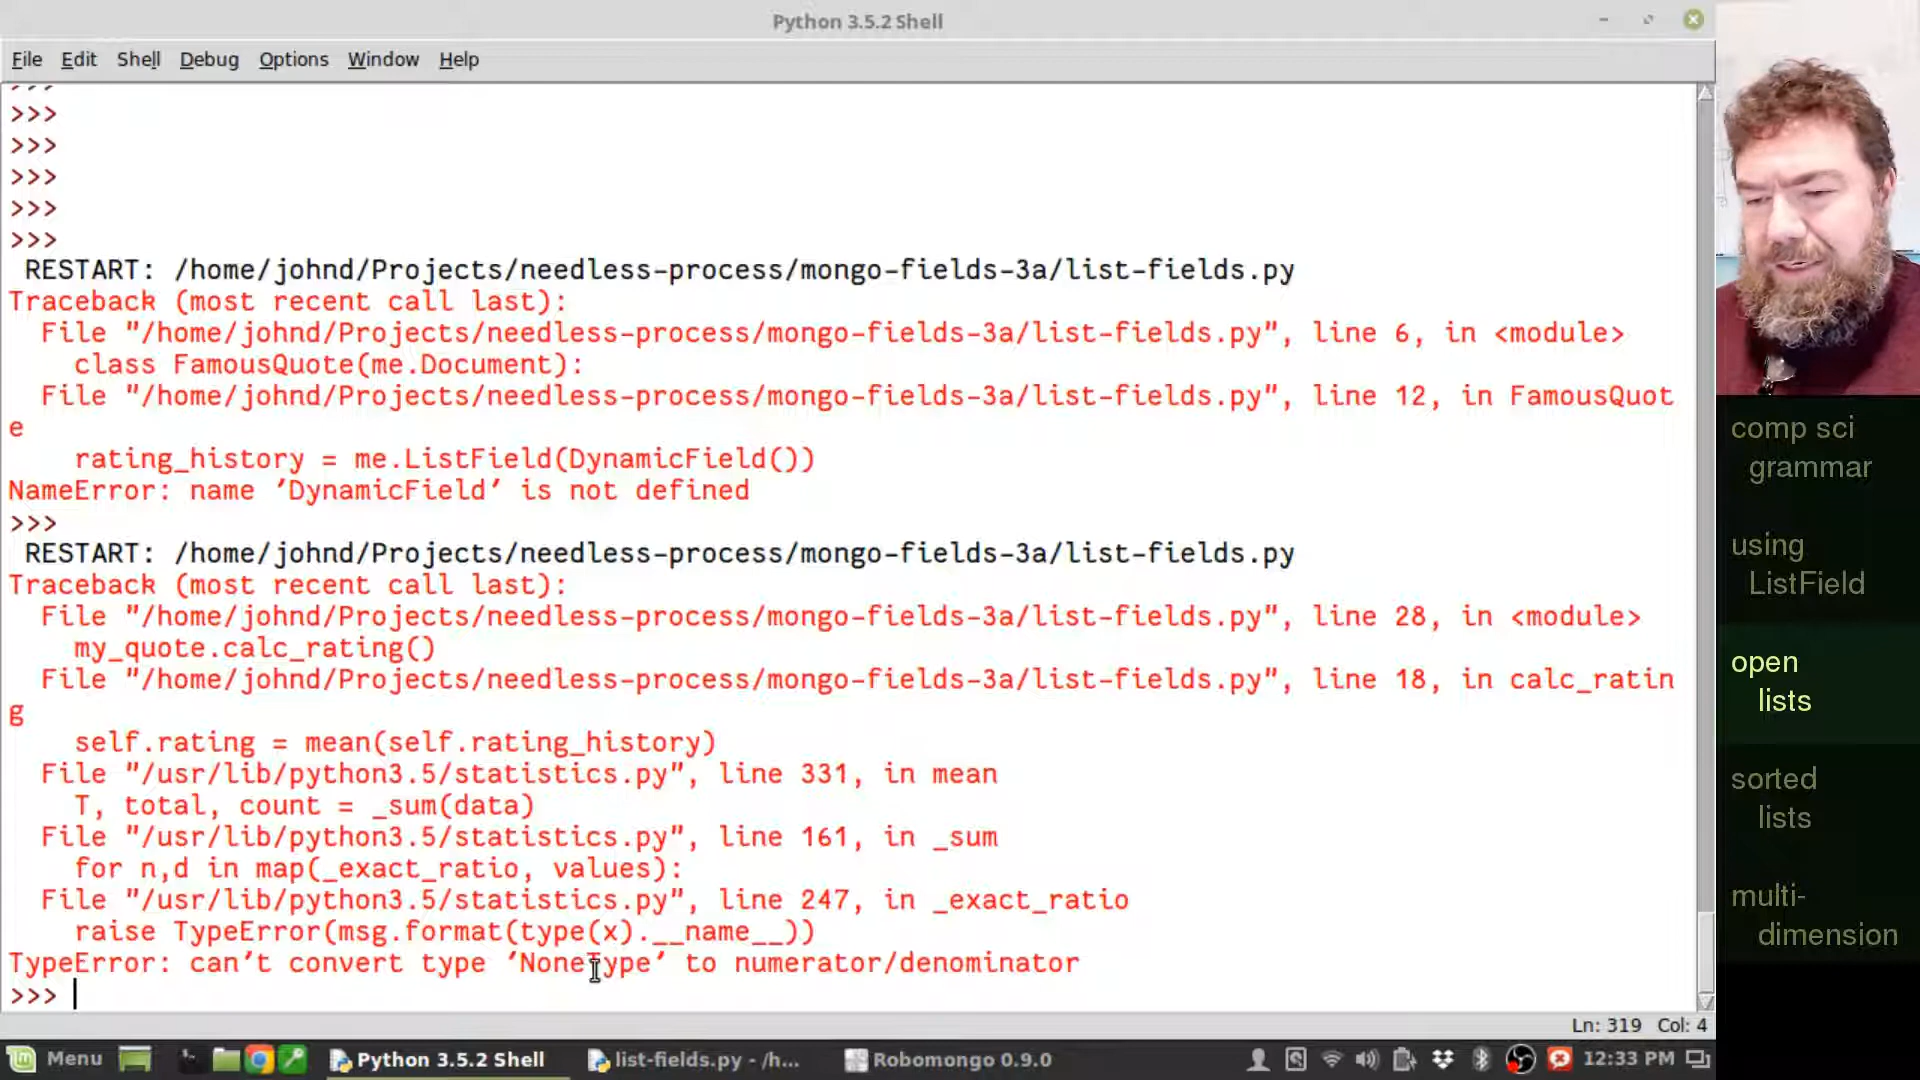 Python 3.5.2 Shell
File Edit Shell Debug Options Window Help
>>>
>>>
>>>
>>>
>>>
>>>
RESTART: /home/johnd/Projects/needless-process/mongo-fields-3a/list-fields.py
Traceback (most recent call last):
File "/home/johnd/Projects/needless-process/mongo-fields-3a/list-fields.py", line 6, in <module>
class FamousQuote(me.Document):
File "/home/johnd/Projects/needless-process/mongo-fields-3a/list-fields.py", line 12, in FamousQuot
e
rating_history = me.ListField(DynamicField())
NameError: name 'DynamicField' is not defined
>>>
RESTART: /home/johnd/Projects/needless-process/mongo-fields-3a/list-fields.py
Traceback (most recent call last):
File "/home/johnd/Projects/needless-process/mongo-fields-3a/list-fields.py", line 28, in <module>
my_quote.calc_rating()
File "/home/johnd/Projects/needless-process/mongo-fields-3a/list-fields.py", line 18, in calc_ratin
g
self.rating = mean(self.rating_history)
File "/usr/lib/python3.5/statistics.py", line 331, in mean
T, total, count = _sum(data)
File "/usr/lib/python3.5/statistics.py", line 161, in _sum
for n,d in map(_exact_ratio, values):
File "/usr/lib/python3.5/statistics.py", line 247, in _exact_ratio
raise TypeError(msg.format(type(x).__name__))
TypeError: can't convert type 'NoneType' to numerator/denominator
>>>
Ln: 319 Col: 4
comp sci
grammar
using
ListField
open
lists
sorted
lists
multi-
dimension
Menu
Python 3.5.2 Shell
list-fields.py - /h...
Robomongo 0.9.0
12:33 PM